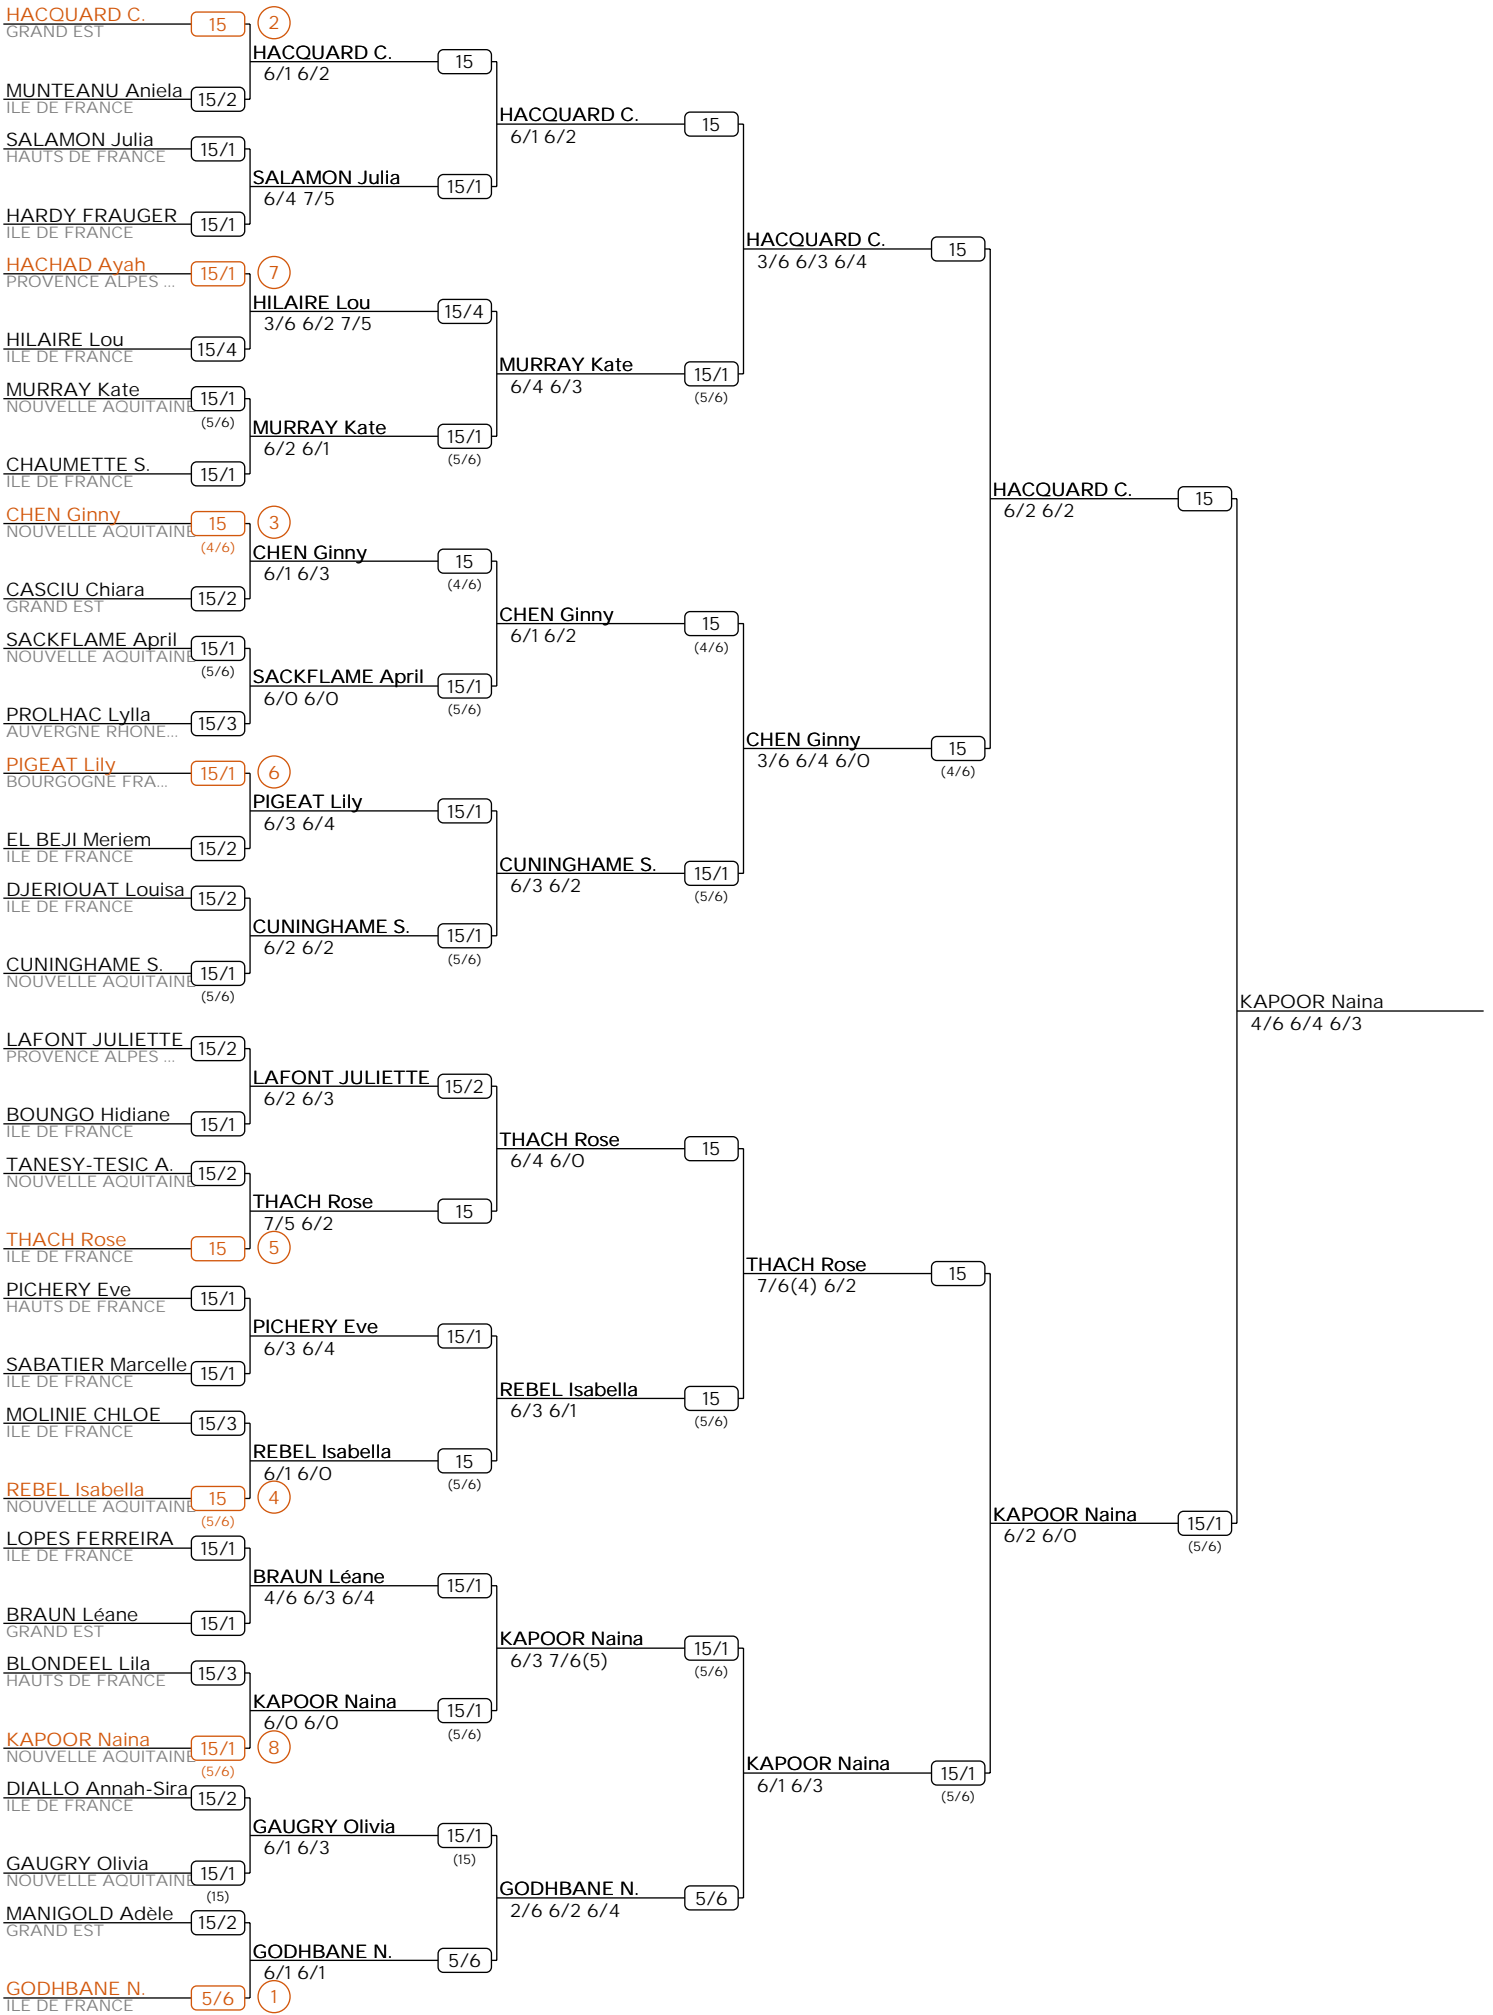 HACQUARD C.
GRAND EST
15
2
HACQUARD C.
6/1 6/2
15
MUNTEANU Aniela
ILE DE FRANCE
15/2
HACQUARD C.
6/1 6/2
15
SALAMON Julia
HAUTS DE FRANCE
15/1
SALAMON Julia
6/4 7/5
15/1
HARDY FRAUGER
ILE DE FRANCE
15/1
HACQUARD C.
3/6 6/3 6/4
15
HACHAD Ayah
PROVENCE ALPES ...
15/1
7
HILAIRE Lou
3/6 6/2 7/5
15/4
HILAIRE Lou
ILE DE FRANCE
15/4
MURRAY Kate
6/4 6/3
15/1
(5/6)
MURRAY Kate
NOUVELLE AQUITAINE
15/1
(5/6)
MURRAY Kate
6/2 6/1
15/1
(5/6)
CHAUMETTE S.
ILE DE FRANCE
15/1
HACQUARD C.
6/2 6/2
15
CHEN Ginny
NOUVELLE AQUITAINE
15
(4/6)
3
CHEN Ginny
6/1 6/3
15
(4/6)
CASCIU Chiara
GRAND EST
15/2
CHEN Ginny
6/1 6/2
15
(4/6)
SACKFLAME April
NOUVELLE AQUITAINE
15/1
(5/6)
SACKFLAME April
6/0 6/0
15/1
(5/6)
PROLHAC Lylla
AUVERGNE RHONE...
15/3
CHEN Ginny
3/6 6/4 6/0
15
(4/6)
PIGEAT Lily
BOURGOGNE FRA...
15/1
6
PIGEAT Lily
6/3 6/4
15/1
EL BEJI Meriem
ILE DE FRANCE
15/2
CUNINGHAME S.
6/3 6/2
15/1
(5/6)
DJERIOUAT Louisa
ILE DE FRANCE
15/2
CUNINGHAME S.
6/2 6/2
15/1
(5/6)
CUNINGHAME S.
NOUVELLE AQUITAINE
15/1
(5/6)
KAPOOR Naina
4/6 6/4 6/3
LAFONT JULIETTE
PROVENCE ALPES ...
15/2
LAFONT JULIETTE
6/2 6/3
15/2
BOUNGO Hidiane
ILE DE FRANCE
15/1
THACH Rose
6/4 6/0
15
TANESY-TESIC A.
NOUVELLE AQUITAINE
15/2
THACH Rose
7/5 6/2
15
THACH Rose
ILE DE FRANCE
15
5
THACH Rose
7/6(4) 6/2
15
PICHERY Eve
HAUTS DE FRANCE
15/1
PICHERY Eve
6/3 6/4
15/1
SABATIER Marcelle
ILE DE FRANCE
15/1
REBEL Isabella
6/3 6/1
15
(5/6)
MOLINIE CHLOE
ILE DE FRANCE
15/3
REBEL Isabella
6/1 6/0
15
(5/6)
REBEL Isabella
NOUVELLE AQUITAINE
15
(5/6)
4
KAPOOR Naina
6/2 6/0
15/1
(5/6)
LOPES FERREIRA
ILE DE FRANCE
15/1
BRAUN Léane
4/6 6/3 6/4
15/1
BRAUN Léane
GRAND EST
15/1
KAPOOR Naina
6/3 7/6(5)
15/1
(5/6)
BLONDEEL Lila
HAUTS DE FRANCE
15/3
KAPOOR Naina
6/0 6/0
15/1
(5/6)
KAPOOR Naina
NOUVELLE AQUITAINE
15/1
(5/6)
8
KAPOOR Naina
6/1 6/3
15/1
(5/6)
DIALLO Annah-Sira
ILE DE FRANCE
15/2
GAUGRY Olivia
6/1 6/3
15/1
(15)
GAUGRY Olivia
NOUVELLE AQUITAINE
15/1
(15)
GODHBANE N.
2/6 6/2 6/4
5/6
MANIGOLD Adèle
GRAND EST
15/2
GODHBANE N.
6/1 6/1
5/6
GODHBANE N.
ILE DE FRANCE
5/6
1